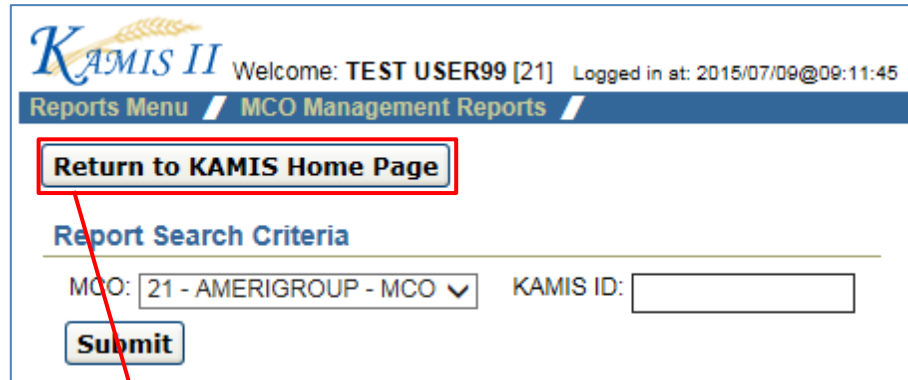 KAMIS II Welcome: TEST USER99 [21] Logged in at: 2015/07/09@09:11:45
Reports Menu MCO Management Reports
Return to KAMIS Home Page
Report Search Criteria
MCO: 21 - AMERIGROUP - MCO KAMIS ID:
Submit